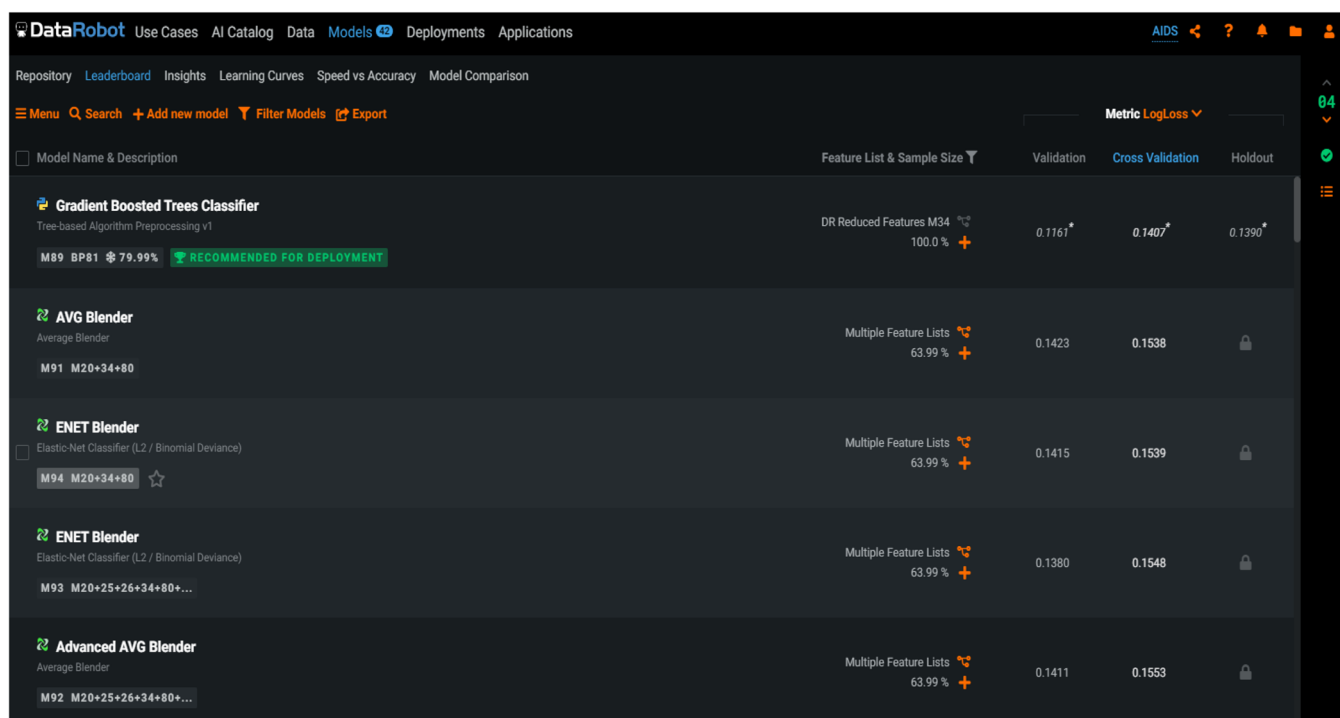 DataRobot Use Cases AI Catalog Data Models 42 Deployments Applications AIDS ?
Repository Leaderboard Insights Learning Curves Speed vs Accuracy Model Comparison
Menu Search + Add new model Filter Models Export Metric LogLoss 04
Model Name & Description Feature List & Sample Size Validation Cross Validation Holdout
Gradient Boosted Trees Classifier
Tree-based Algorithm Preprocessing v1
DR Reduced Features M34
100.0 % +
0.1161* 0.1407* 0.1390*
M89 BP81 ❄ 79.99% RECOMMENDED FOR DEPLOYMENT
AVG Blender
Average Blender
Multiple Feature Lists
63.99 % +
0.1423 0.1538
M91 M20+34+80
ENET Blender
Elastic-Net Classifier (L2 / Binomial Deviance)
Multiple Feature Lists
63.99 % +
0.1415 0.1539
M94 M20+34+80
ENET Blender
Elastic-Net Classifier (L2 / Binomial Deviance)
Multiple Feature Lists
63.99 % +
0.1380 0.1548
M93 M20+25+26+34+80+...
Advanced AVG Blender
Average Blender
Multiple Feature Lists
63.99 % +
0.1411 0.1553
M92 M20+25+26+34+80+...